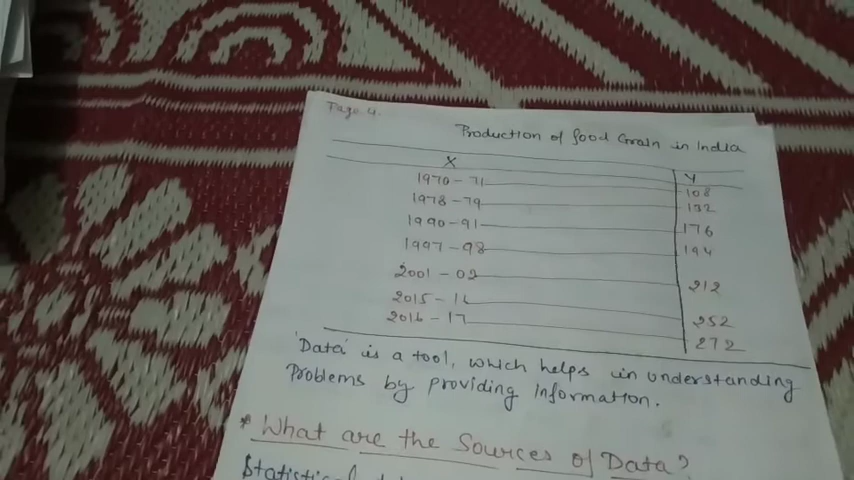 Page 4.
Production of food Grain in India
X Y
1970-71 108
1978-79 132
1990-91 176
1997-98 194
2001-02 212
2015-16 252
2016-17 272
'Data' is a tool, which helps in understanding
Problems by providing information.
* What are the Sources of Data?
Statistical